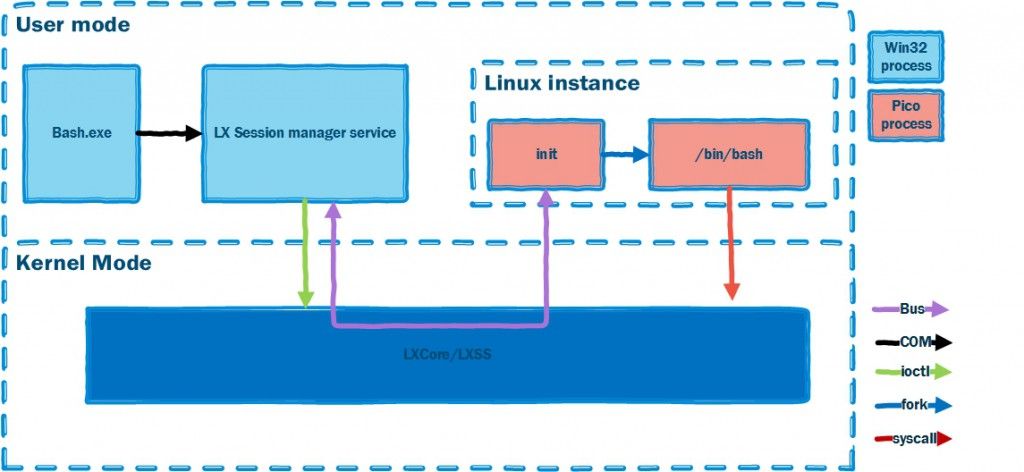 User mode
Bash.exe
LX Session manager service
Linux instance
init
/bin/bash
Win32
process
Pico
process
Kernel Mode
LXCore/LXSS
Bus
COM
ioctl
fork
syscall